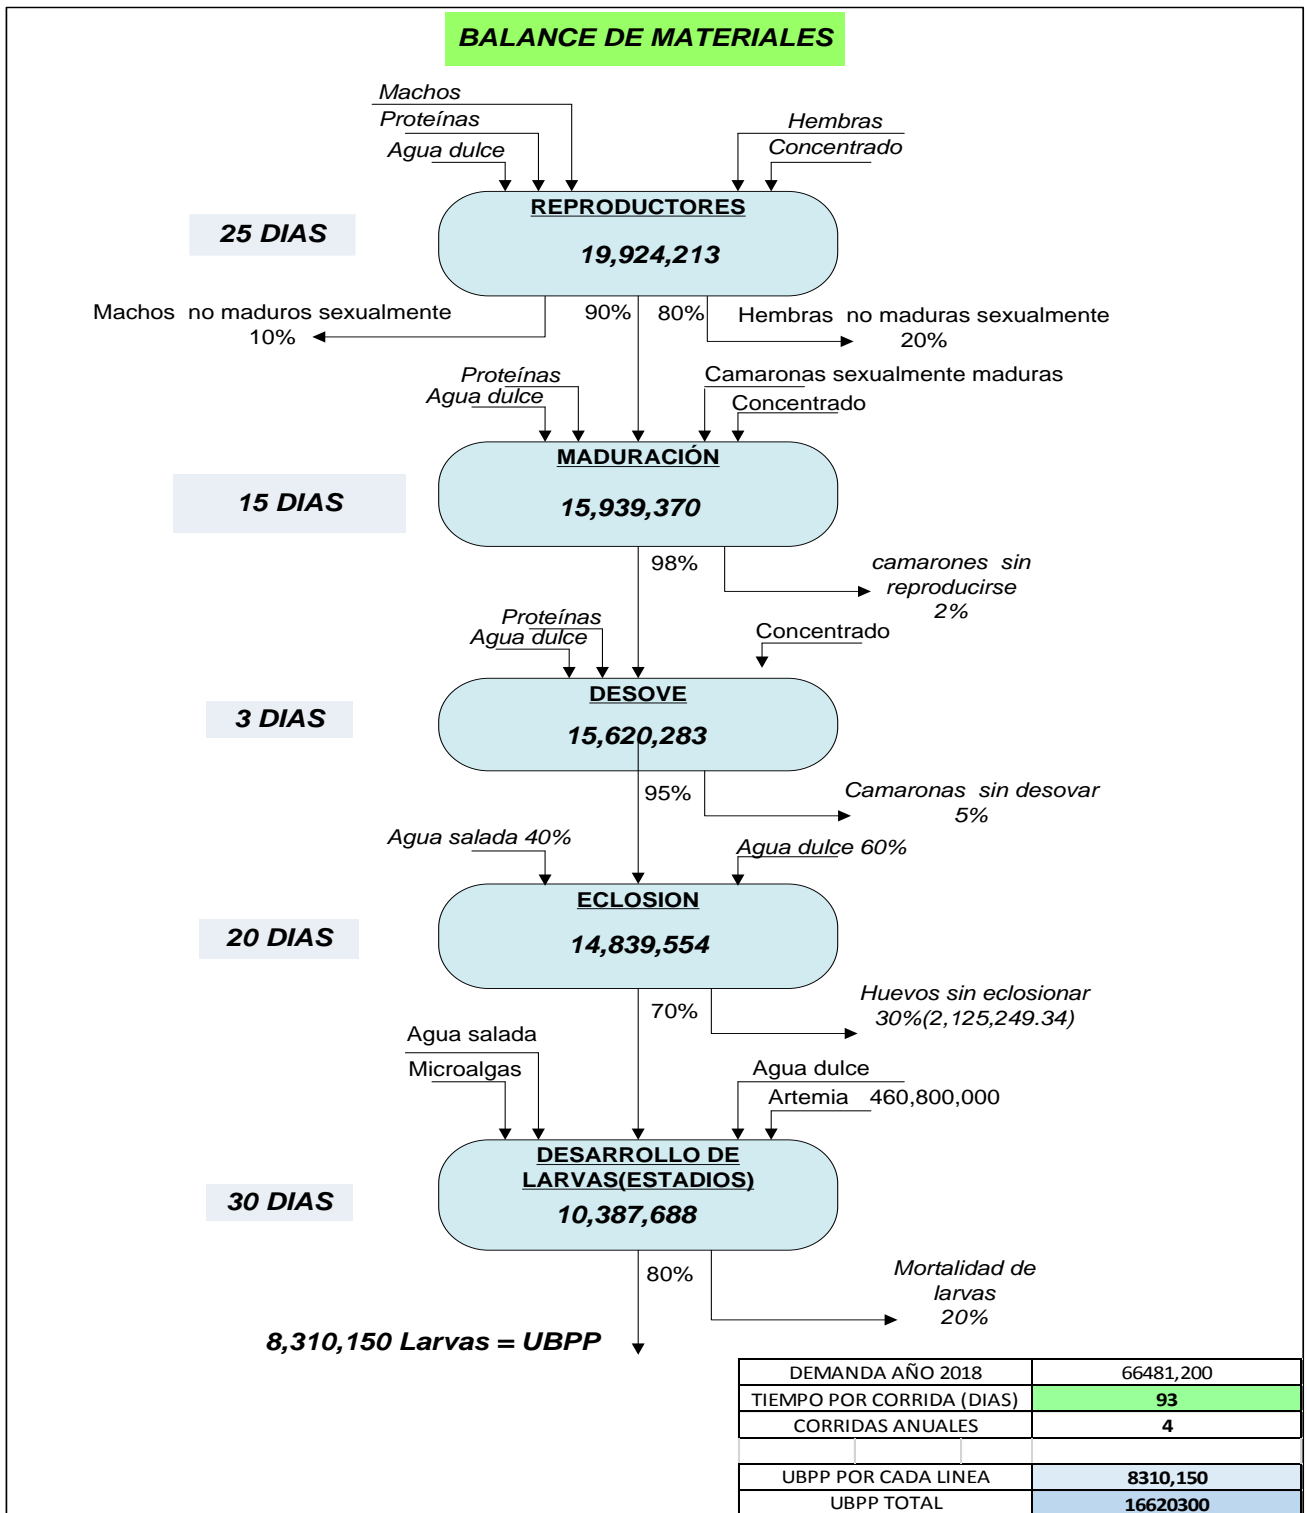 BALANCE DE MATERIALES
Machos
Proteínas
Agua dulce
Hembras
Concentrado
REPRODUCTORES
25 DIAS
19,924,213
Machos no maduros sexualmente
10%
90%
80%
Hembras no maduras sexualmente
20%
Proteínas
Agua dulce
Camaronas sexualmente maduras
Concentrado
MADURACIÓN
15 DIAS
15,939,370
98%
camarones sin
reproducirse
2%
Proteínas
Agua dulce
Concentrado
DESOVE
3 DIAS
15,620,283
95%
Camaronas sin desovar
5%
Agua salada 40%
Agua dulce 60%
ECLOSION
20 DIAS
14,839,554
70%
Huevos sin eclosionar
30%(2,125,249.34)
Agua salada
Microalgas
Agua dulce
Artemia 460,800,000
DESARROLLO DE
LARVAS(ESTADIOS)
30 DIAS
10,387,688
80%
Mortalidad de
larvas
20%
8,310,150 Larvas = UBPP
DEMANDA AÑO 2018 66481,200
TIEMPO POR CORRIDA (DIAS) 93
CORRIDAS ANUALES 4
UBPP POR CADA LINEA 8310,150
UBPP TOTAL 16620300